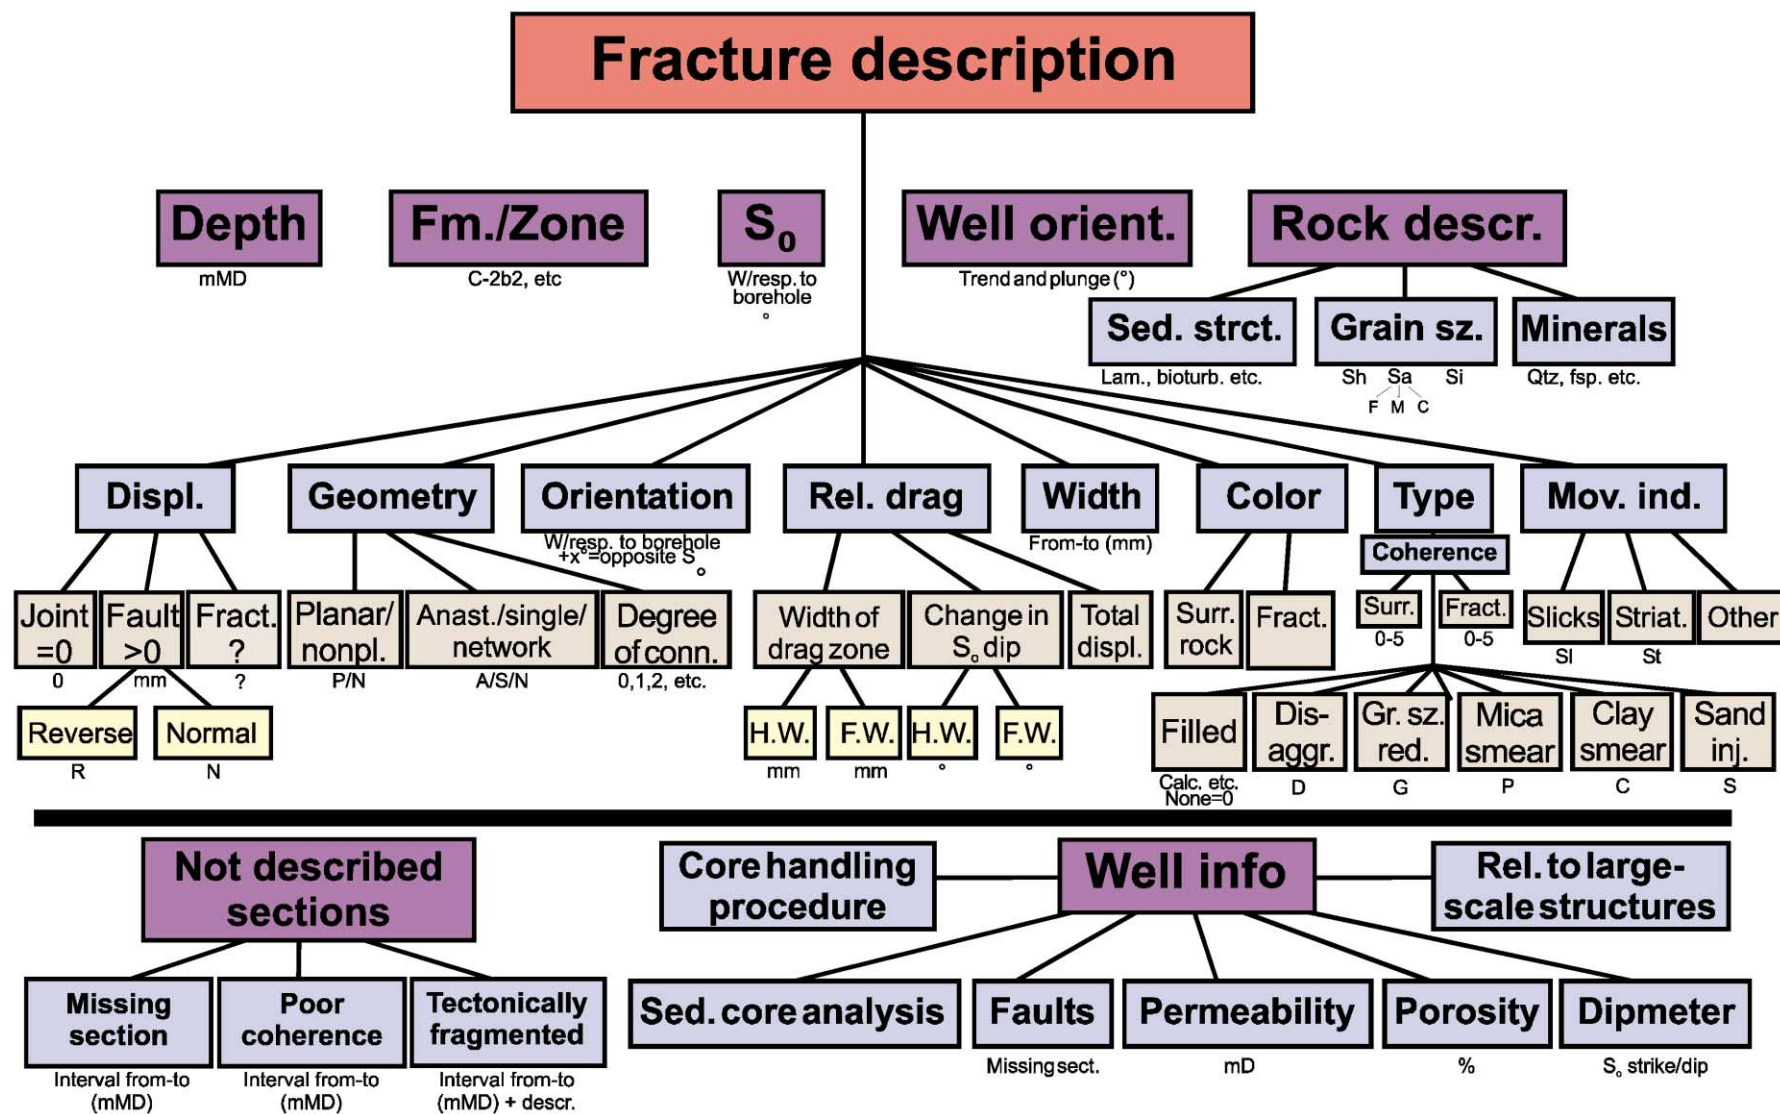 Fracture description
Depth
mMD
Fm./Zone
C-2b2, etc
S₀
W/resp. to
borehole
°
Well orient.
Trend and plunge (°)
Rock descr.
Sed. strct.
Lam., bioturb. etc.
Grain sz.
Sh Sa Si
F M C
Minerals
Qtz, fsp. etc.
Displ.
Geometry
Orientation
W/resp. to borehole
+x°=opposite S₀
Rel. drag
Width
From-to (mm)
Color
Type
Coherence
Mov. ind.
Joint
=0
0
Fault
>0
mm
Fract.
?
?
Planar/
nonpl.
P/N
Anast./single/
network
A/S/N
Degree
of conn.
0,1,2, etc.
Width of
drag zone
Change in
S₀ dip
Total
displ.
Surr.
rock
Fract.
Surr.
0-5
Fract.
0-5
Slicks
Sl
Striat.
St
Other
Reverse
R
Normal
N
H.W.
mm
F.W.
mm
H.W.
°
F.W.
°
Filled
Calc. etc.
None=0
Dis-
aggr.
D
Gr. sz.
red.
G
Mica
smear
P
Clay
smear
C
Sand
inj.
S
Not described
sections
Missing
section
Interval from-to
(mMD)
Poor
coherence
Interval from-to
(mMD)
Tectonically
fragmented
Interval from-to
(mMD) + descr.
Core handling
procedure
Well info
Rel. to large-
scale structures
Sed. core analysis
Faults
Missing sect.
Permeability
mD
Porosity
%
Dipmeter
S₀ strike/dip